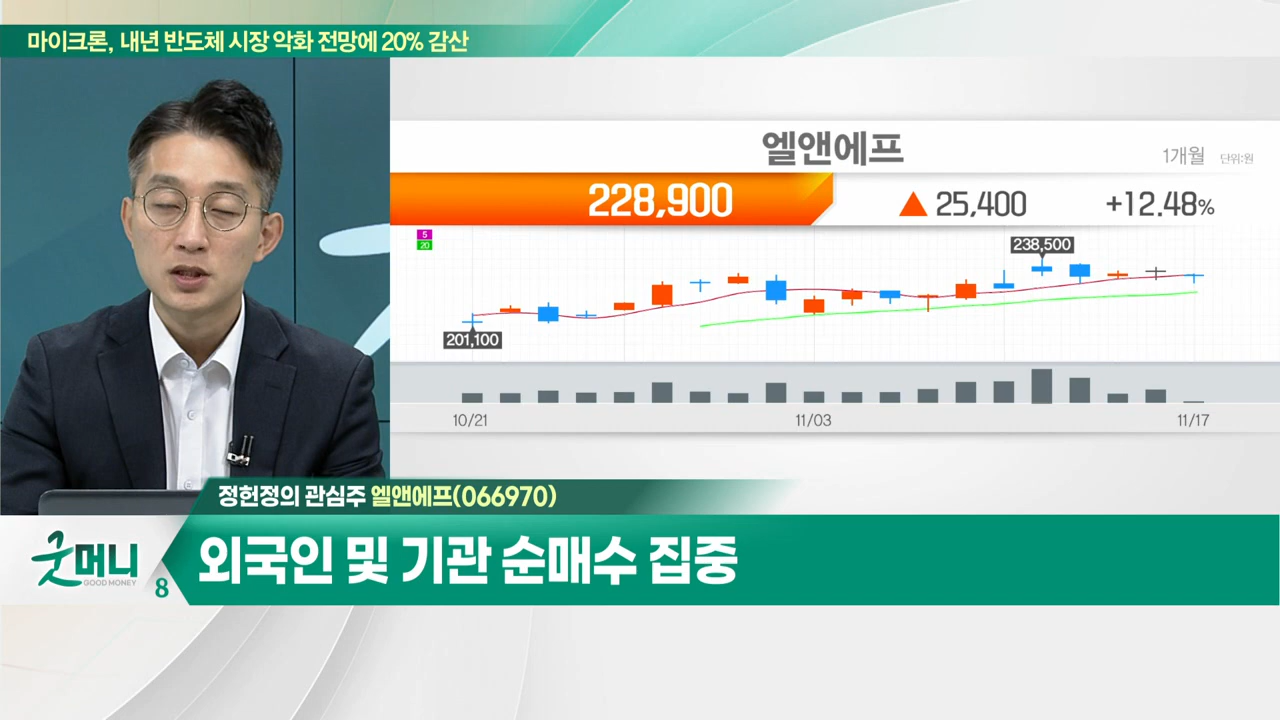 마이크론, 내년 반도체 시장 악화 전망에 20% 감산
엘앤에프
1개월 단위:원
228,900 ▲ 25,400 +12.48%
5
20
238,500
201,100
10/21 11/03 11/17
정헌정의 관심주 엘앤에프(066970)
굿머니
GOOD MONEY
8
외국인 및 기관 순매수 집중